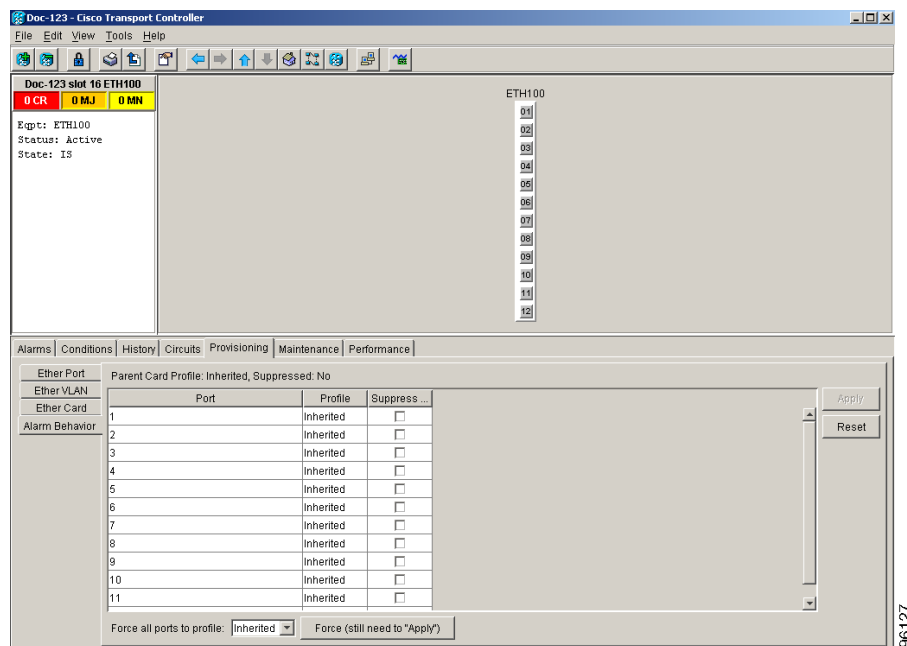 Doc-123 - Cisco Transport Controller
File Edit View Tools Help
Doc-123 slot 16 ETH100
0 CR 0 MJ 0 MN
Eqpt: ETH100
Status: Active
State: IS
ETH100
01
02
03
04
05
06
07
08
09
10
11
12
Alarms Conditions History Circuits Provisioning Maintenance Performance
Ether Port
Ether VLAN
Ether Card
Alarm Behavior
Parent Card Profile: Inherited, Suppressed: No
Port Profile Suppress ...
1 Inherited
2 Inherited
3 Inherited
4 Inherited
5 Inherited
6 Inherited
7 Inherited
8 Inherited
9 Inherited
10 Inherited
11 Inherited
Apply
Reset
Force all ports to profile: Inherited Force (still need to "Apply")
96127